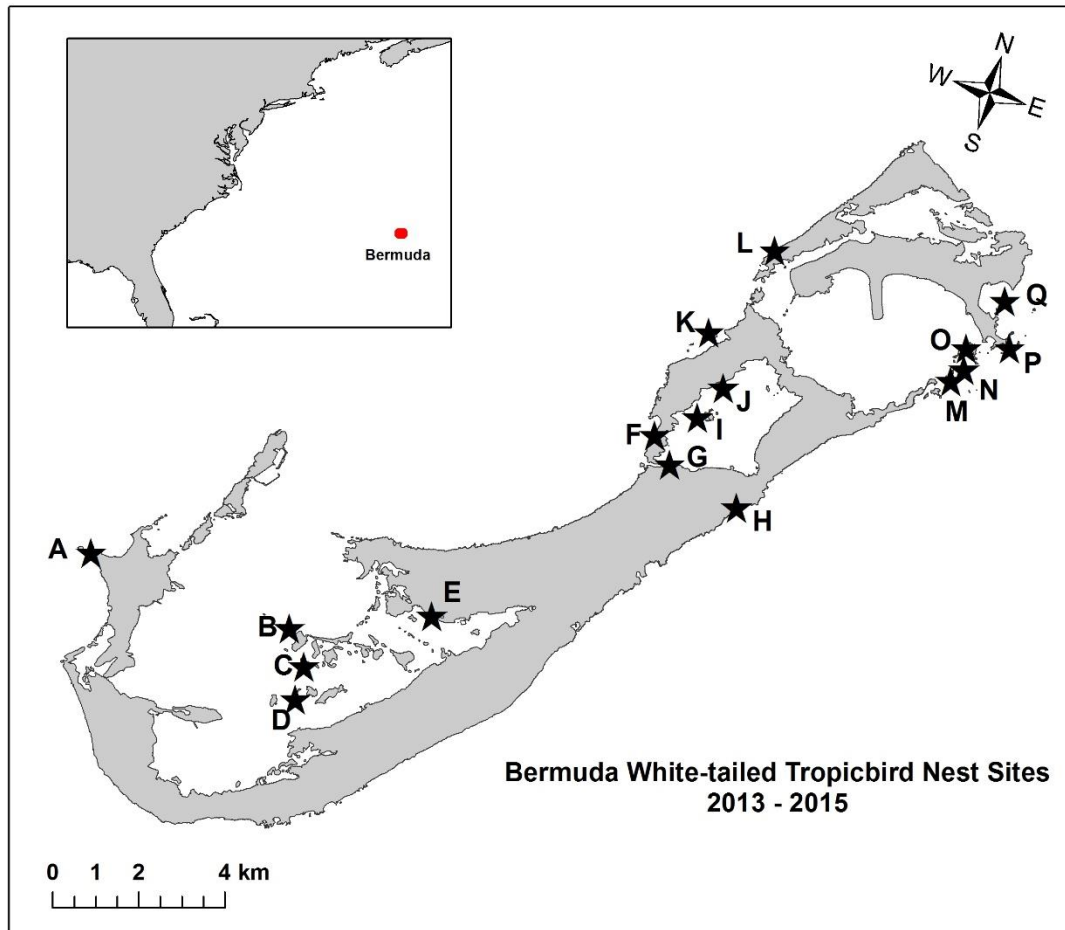 N
W
E
S
Bermuda
L
Q
K
O
P
N
M
J
I
F
G
H
A
E
B
C
D
Bermuda White-tailed Tropicbird Nest Sites
2013 - 2015
0 1 2 4 km